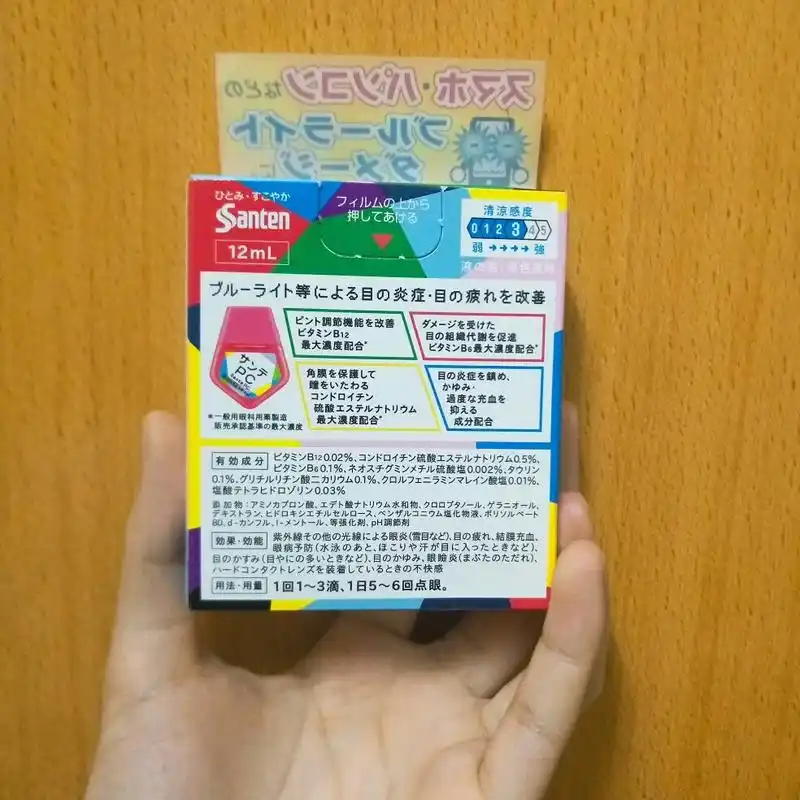 スマホ・パソコンなどの
ブルーライト
ダメージに
ひとみ・すこやか
Santen
12mL
フィルムの上から
押してあける
清涼感度
0 1 2 3 4 5
弱 →→→→ 強
ブルーライト等による目の炎症・目の疲れを改善
ピント調節機能を改善
ビタミンB12
最大濃度配合*
ダメージを受けた
目の組織代謝を促進
ビタミンB6最大濃度配合*
サンテ
PC
角膜を保護して
瞳をいたわる
コンドロイチン
硫酸エステルナトリウム
最大濃度配合*
目の炎症を鎮め、
かゆみ・
過度な充血を
抑える
成分配合
*一般用眼科用薬製造
販売承認基準の最大濃度
有効成分 ビタミンB12 0.02%、コンドロイチン硫酸エステルナトリウム0.5%、
ビタミンB6 0.1%、ネオスチグミンメチル硫酸塩0.002%、タウリン
0.1%、グリチルリチン酸二カリウム0.1%、クロルフェニラミンマレイン酸塩0.01%、
塩酸テトラヒドロゾリン0.03%
添加物:アミノカプロン酸、エデト酸ナトリウム水和物、クロロブタノール、ゲラニオール、
デキストラン、ヒドロキシエチルセルロース、ベンザルコニウム塩化物液、ポリソルベート
80、d-カンフル、l-メントール、等張化剤、pH調節剤
効果・効能 紫外線その他の光線による眼炎(雪目など)、目の疲れ、結膜充血、
眼病予防(水泳のあと、ほこりや汗が目に入ったときなど)、
目のかすみ(目やにの多いときなど)、目のかゆみ、眼瞼炎(まぶたのただれ)、
ハードコンタクトレンズを装着しているときの不快感
用法・用量 1回1〜3滴、1日5〜6回点眼。